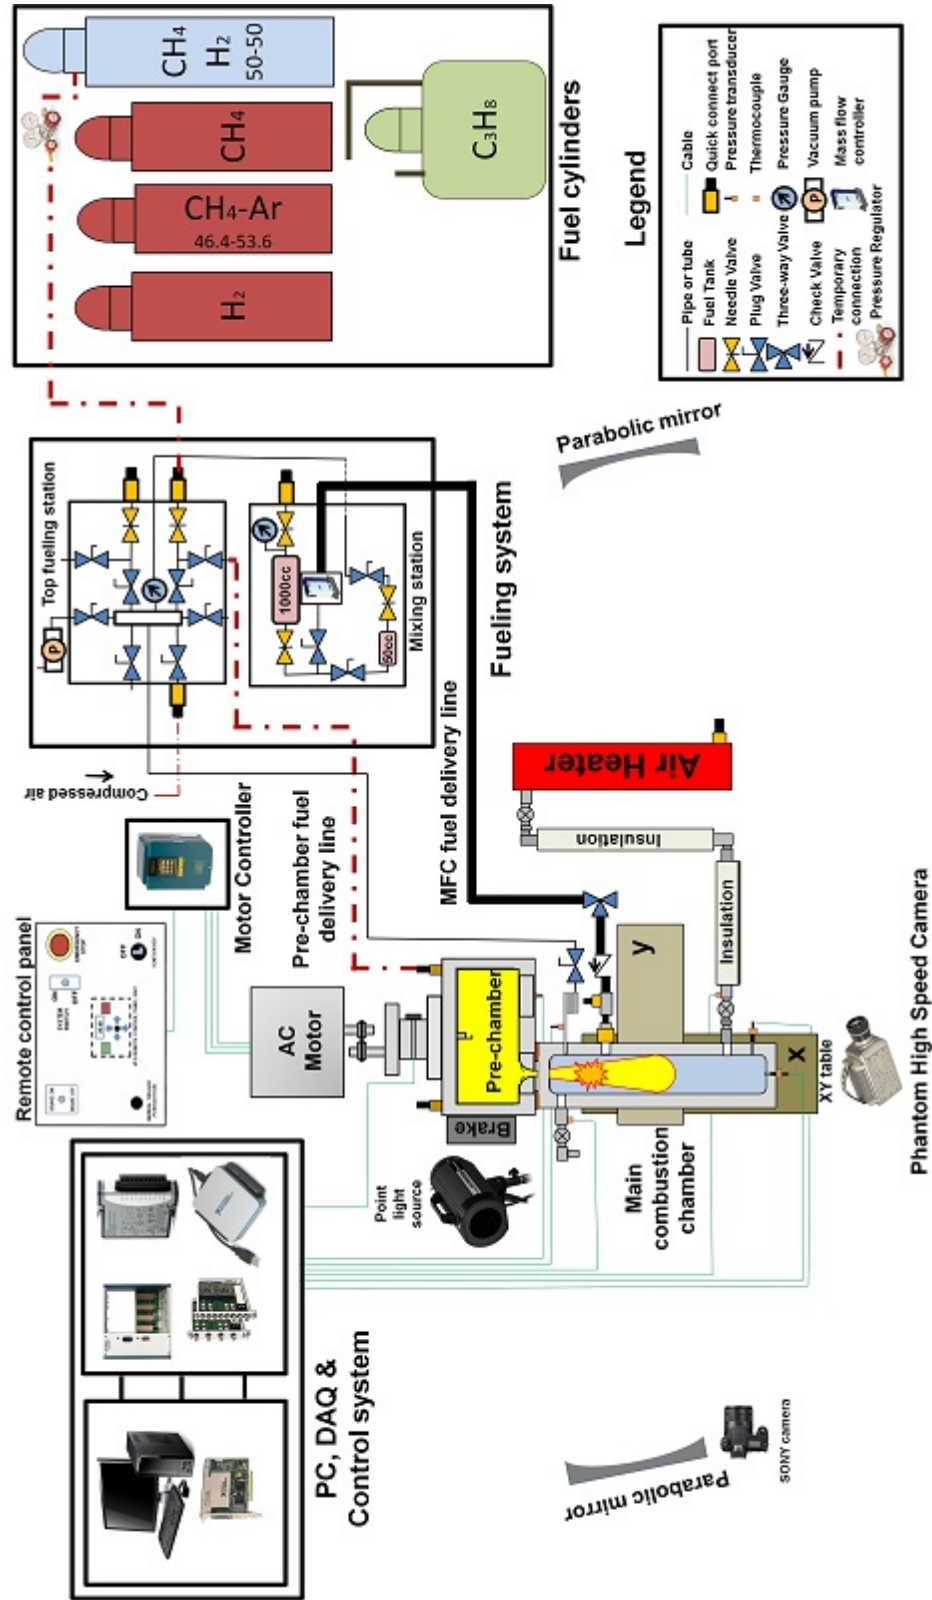 CH4
H2
50-50
CH4
CH4-Ar
46.4-53.6
H2
C3H8
Fuel cylinders
Legend
Pipe or tube
Fuel Tank
Needle Valve
Plug Valve
Three-way Valve
Check Valve
Temporary
connection
Pressure Regulator
Cable
Quick connect port
Pressure transducer
Thermocouple
Pressure Gauge
P
Vacuum pump
Mass flow
controller
Parabolic mirror
Top fueling station
P
1000cc
50cc
Mixing station
Fueling system
Compressed air
Motor Controller
Pre-chamber fuel
delivery line
MFC fuel delivery line
Air Heater
Insulation
Insulation
Remote control panel
OFF
ON
ON
OFF
AC
Motor
Pre-chamber
Brake
y
X
XY table
Main
combustion
chamber
Point
light
source
Phantom High Speed Camera
PC, DAQ &
Control system
Parabolic mirror
SONY camera